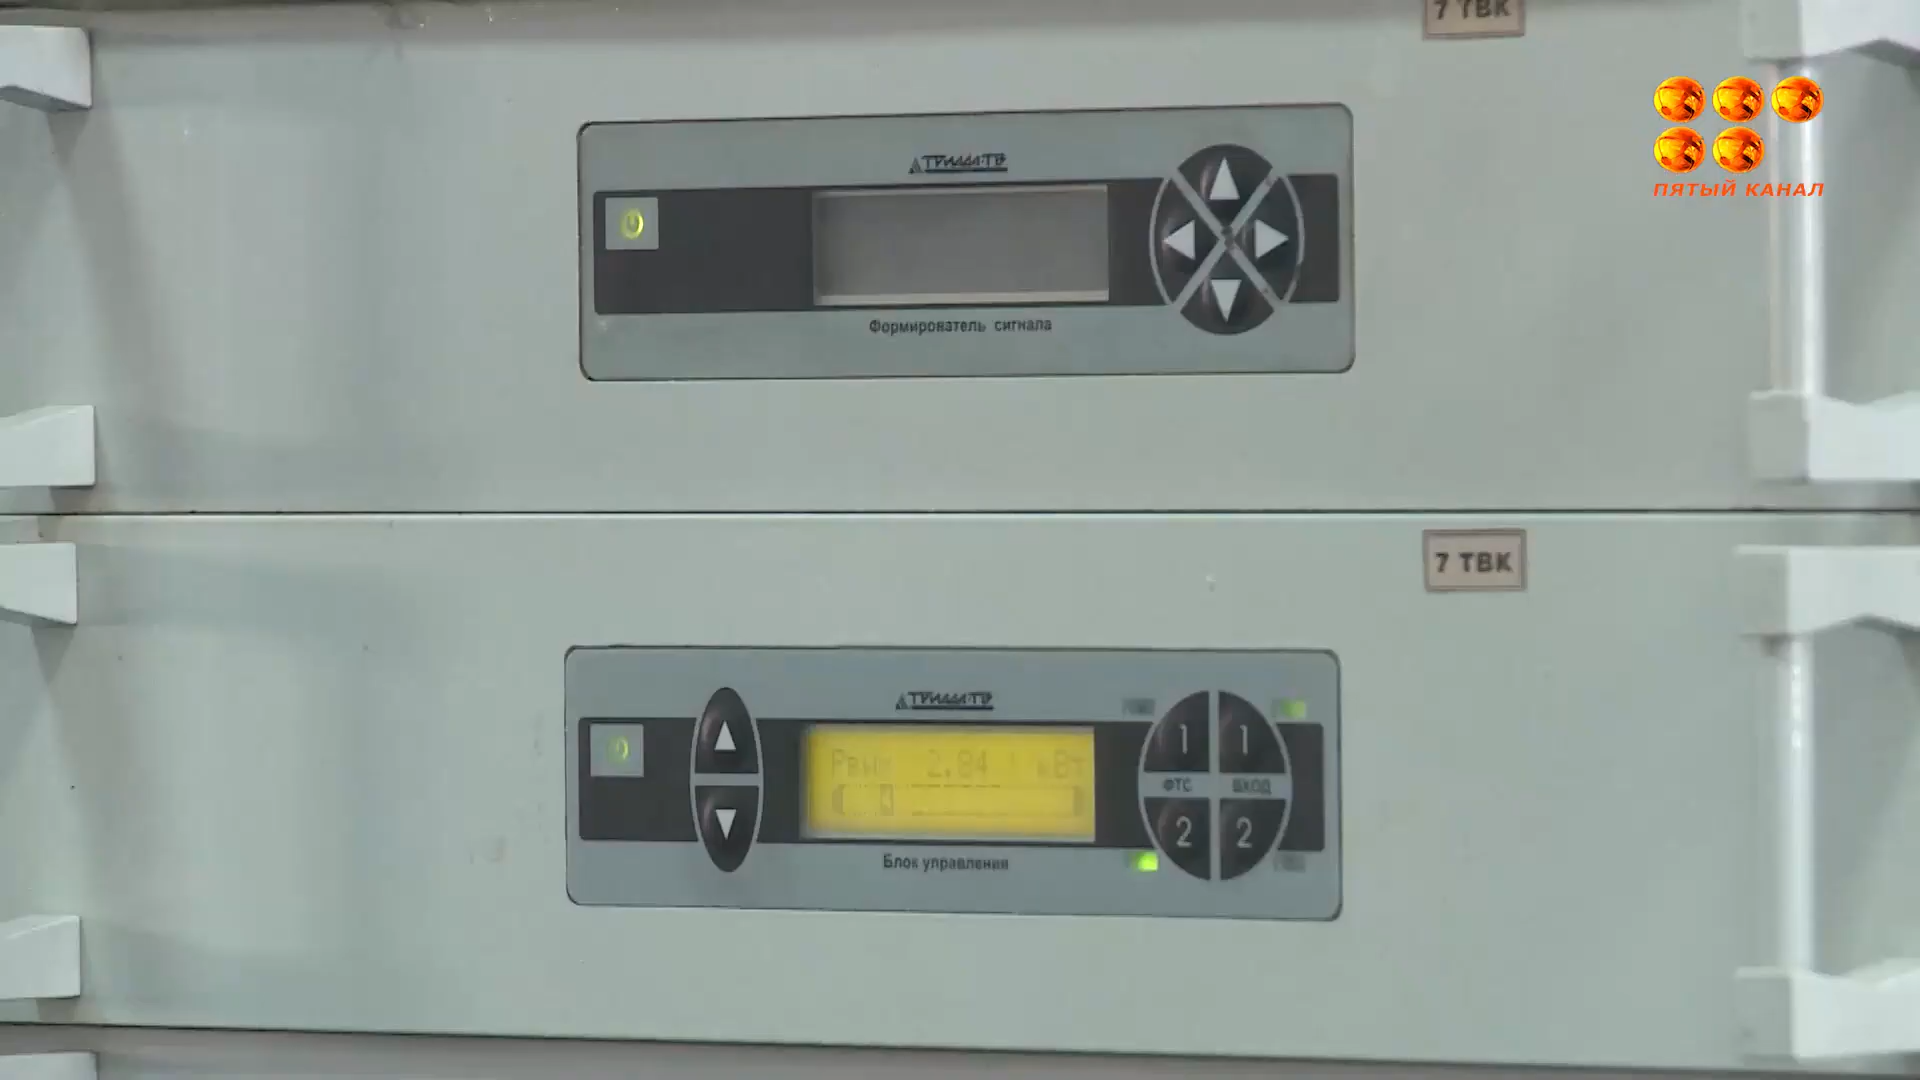 7 ТВК
ПЯТЫЙ КАНАЛ
ТРИАДА-ТВ
Формирователь сигнала
7 ТВК
ТРИАДА-ТВ
Рвых 2.84 кВт
1 1
ФТС ВХОД
2 2
Блок управления